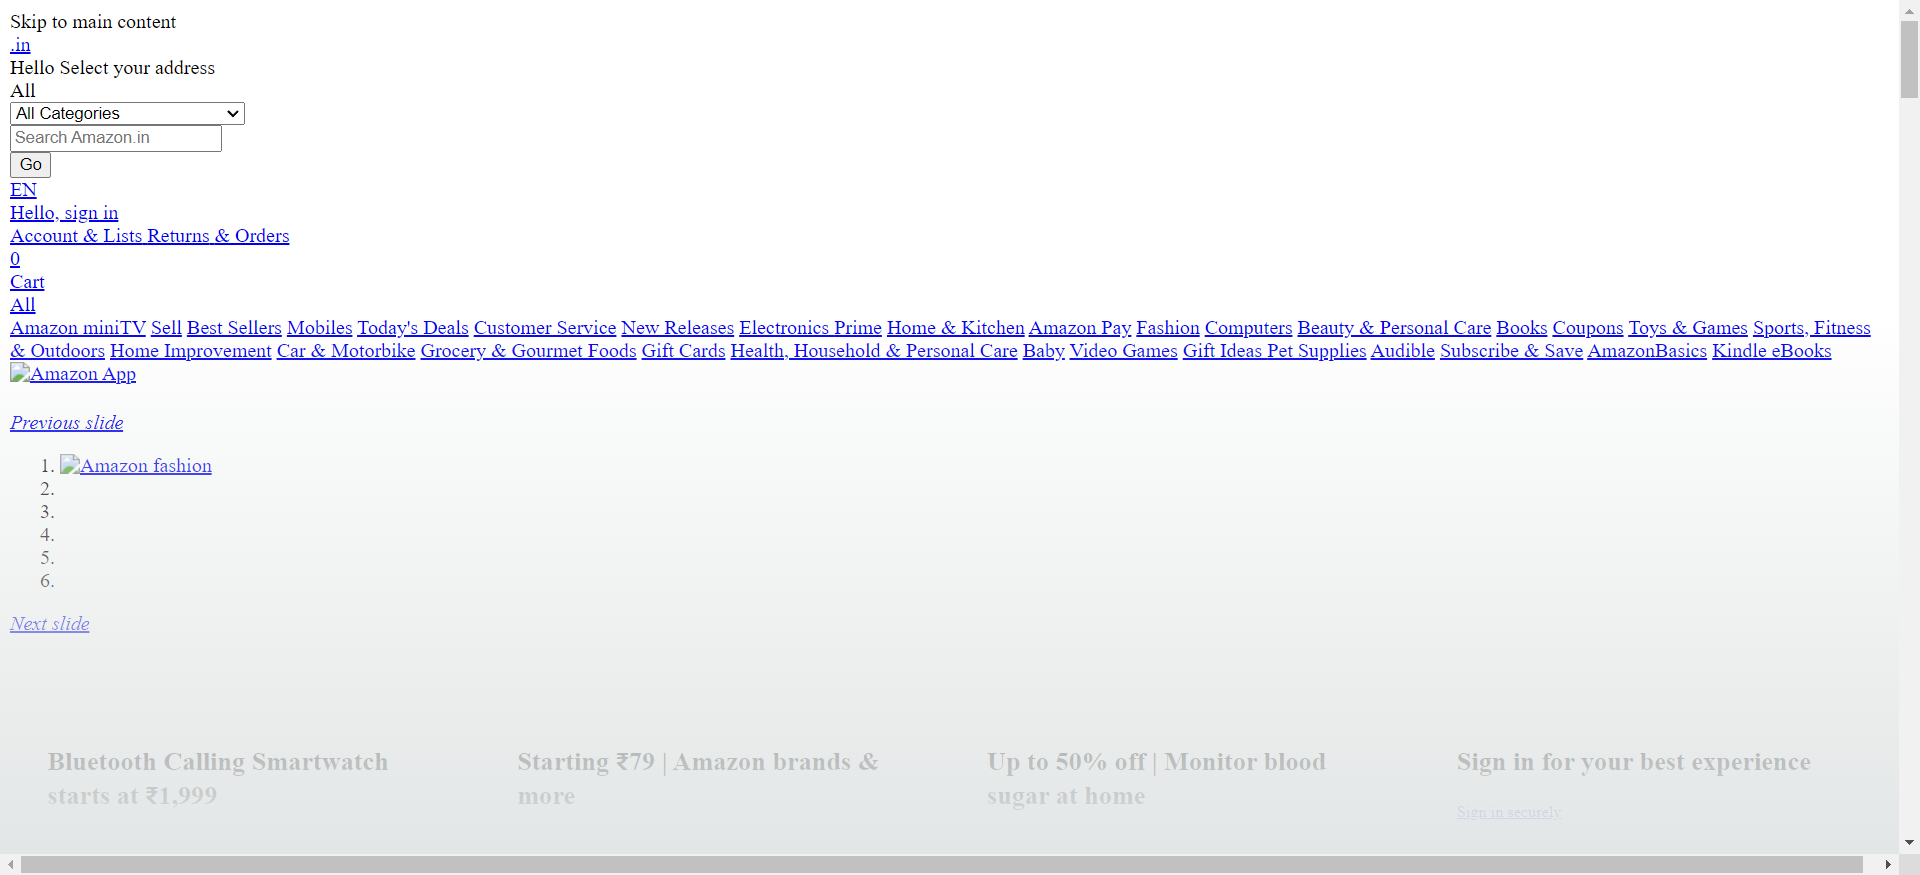 Skip to main content
.in
Hello Select your address
All
All Categories
Search Amazon.in
Go
EN
Hello, sign in
Account & Lists Returns & Orders
0
Cart
All
Amazon miniTV Sell Best Sellers Mobiles Today's Deals Customer Service New Releases Electronics Prime Home & Kitchen Amazon Pay Fashion Computers Beauty & Personal Care Books Coupons Toys & Games Sports, Fitness
& Outdoors Home Improvement Car & Motorbike Grocery & Gourmet Foods Gift Cards Health, Household & Personal Care Baby Video Games Gift Ideas Pet Supplies Audible Subscribe & Save AmazonBasics Kindle eBooks
Amazon App
Previous slide
1. Amazon fashion
2.
3.
4.
5.
6.
Next slide
Bluetooth Calling Smartwatch
starts at ₹1,999
Starting ₹79 | Amazon brands &
more
Up to 50% off | Monitor blood
sugar at home
Sign in for your best experience
Sign in securely